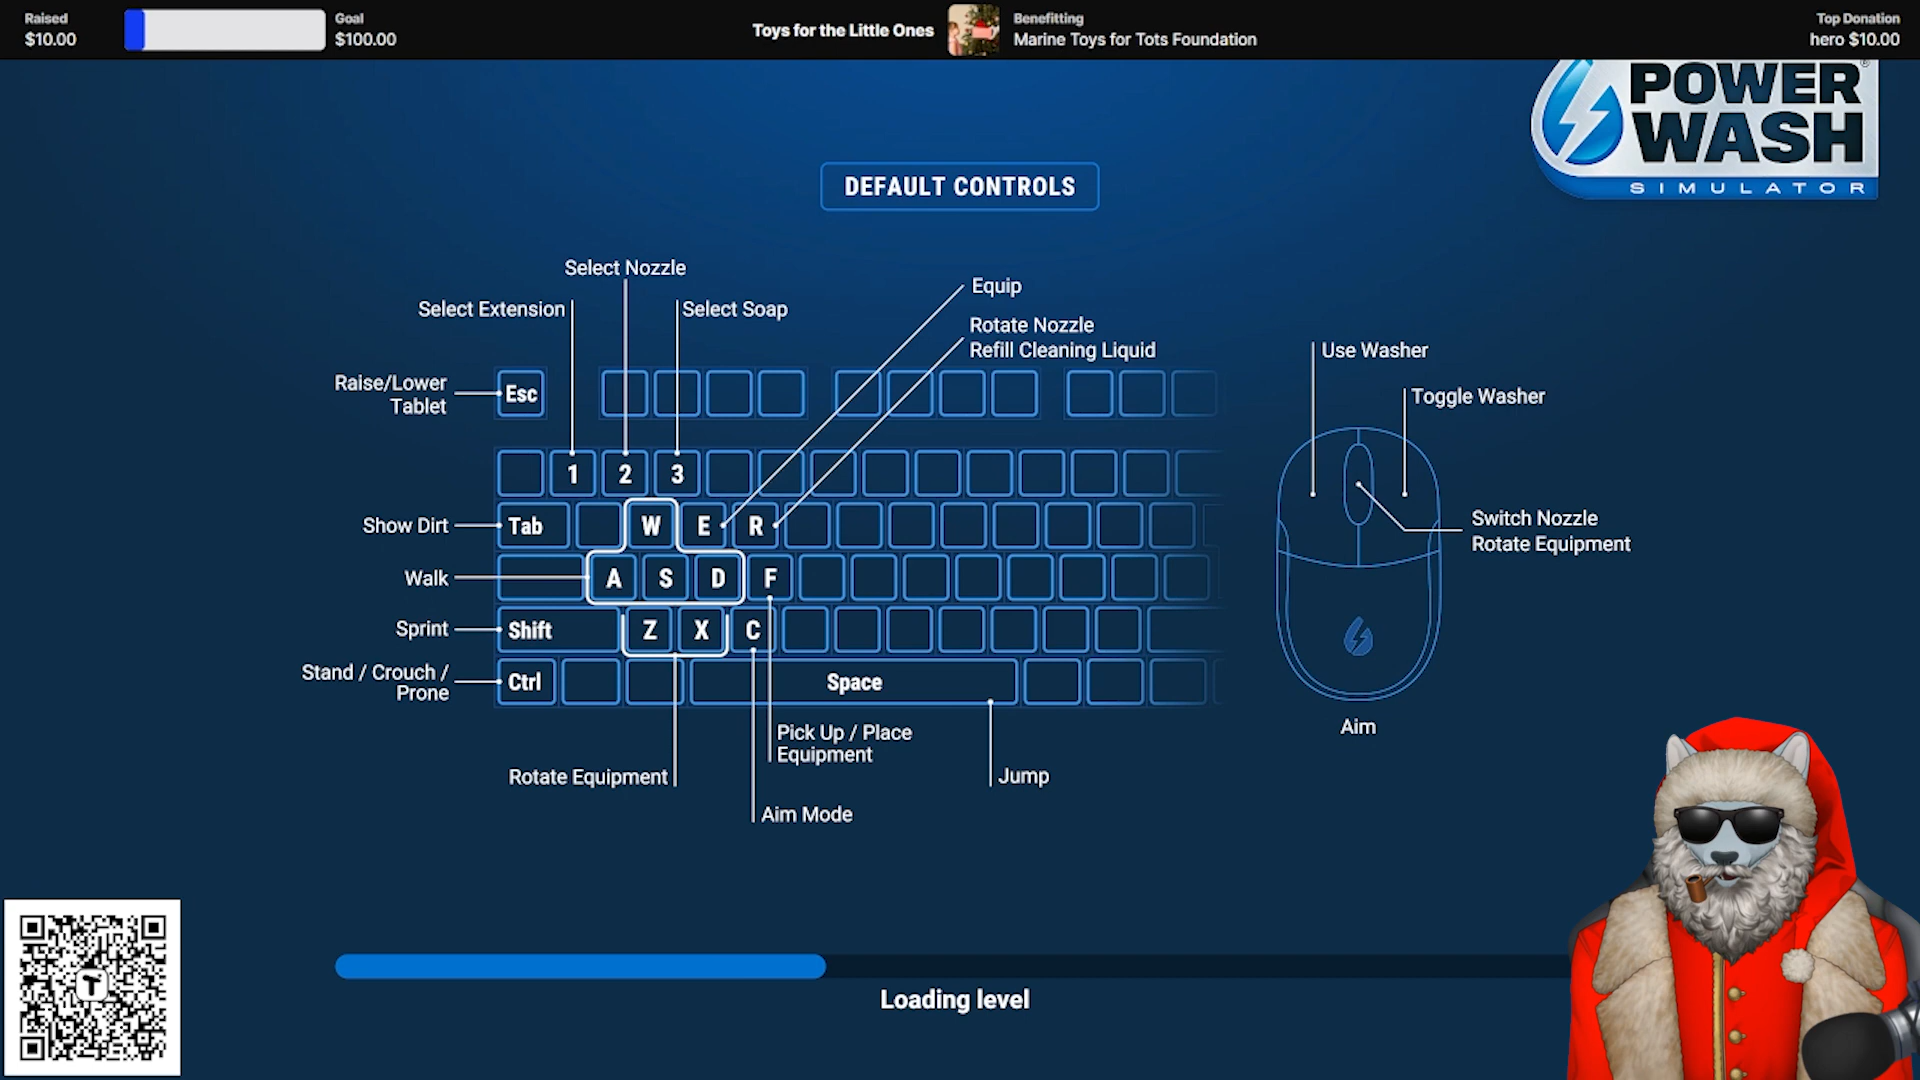 Raised
$10.00
Goal
$100.00
Toys for the Little Ones
Benefitting
Marine Toys for Tots Foundation
Top Donation
hero $10.00
POWER
WASH
SIMULATOR
DEFAULT CONTROLS
Select Nozzle
Select Extension
Select Soap
Equip
Rotate Nozzle
Refill Cleaning Liquid
Use Washer
Toggle Washer
Raise/Lower
Tablet
Esc
1 2 3
Show Dirt
Tab W E R
Switch Nozzle
Rotate Equipment
Walk
A S D F
Sprint
Shift Z X C
Stand / Crouch /
Prone
Ctrl Space
Pick Up / Place
Equipment
Aim
Rotate Equipment
Jump
Aim Mode
Loading level
T